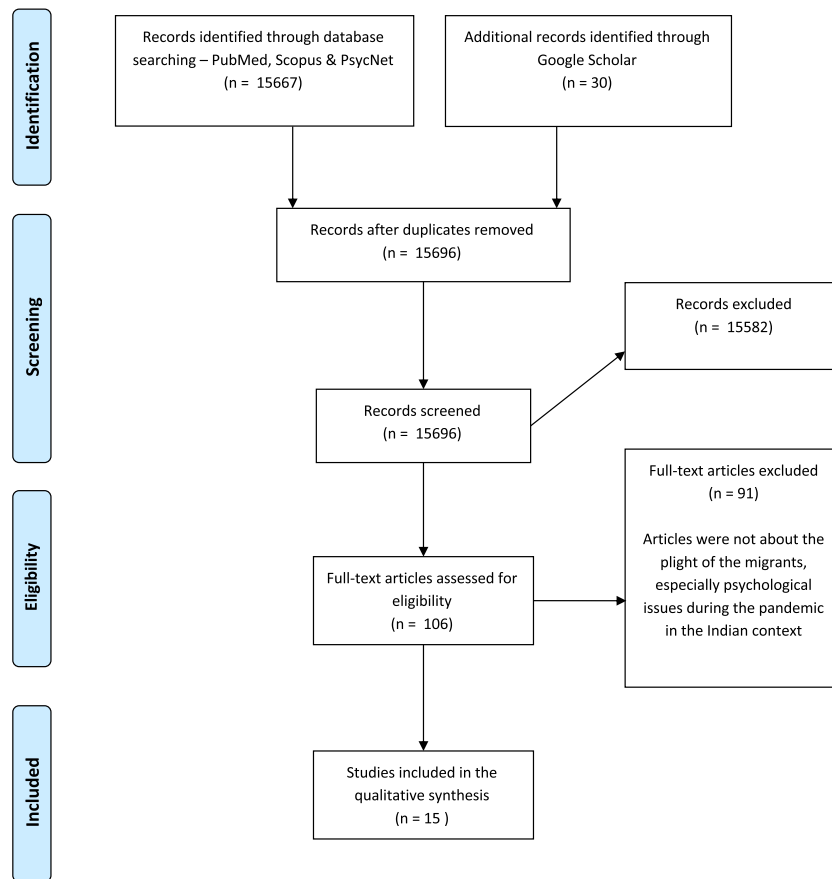 Identification
Records identified through database
searching – PubMed, Scopus & PsycNet
(n = 15667)
Additional records identified through
Google Scholar
(n = 30)
Screening
Records after duplicates removed
(n = 15696)
Records screened
(n = 15696)
Records excluded
(n = 15582)
Eligibility
Full-text articles assessed for
eligibility
(n = 106)
Full-text articles excluded
(n = 91)
Articles were not about the
plight of the migrants,
especially psychological
issues during the pandemic
in the Indian context
Included
Studies included in the
qualitative synthesis
(n = 15 )